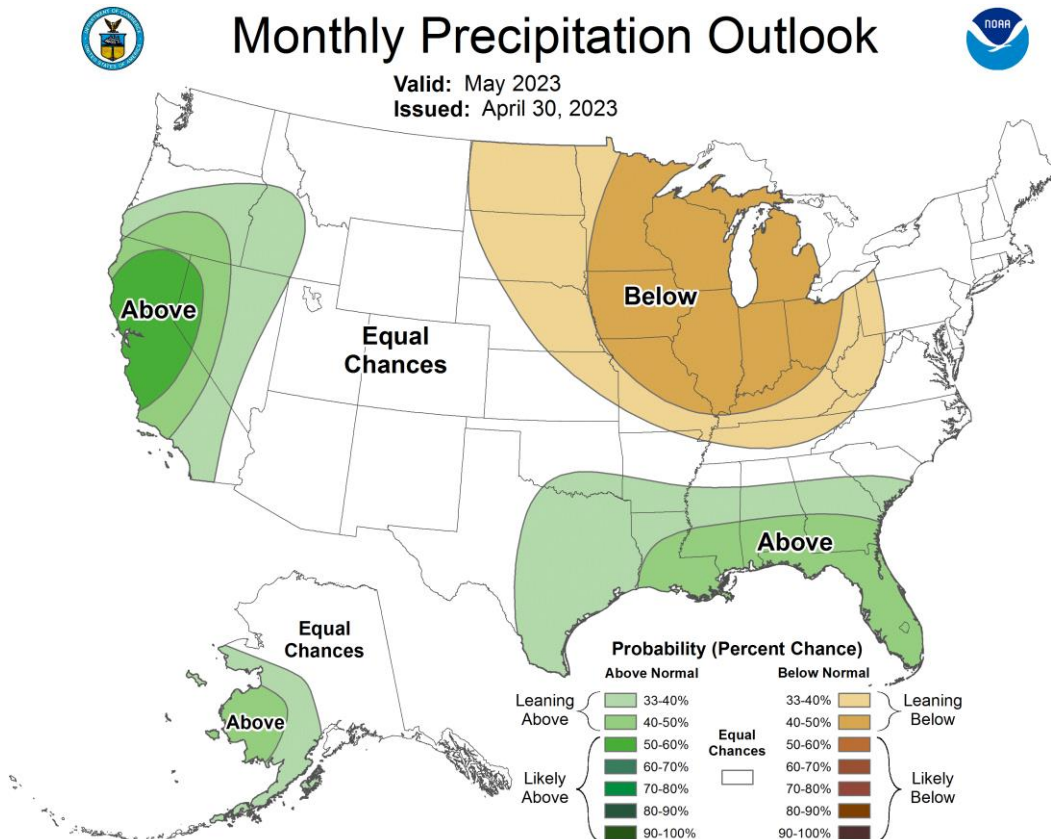 Monthly Precipitation Outlook
NOAA
Valid: May 2023
Issued: April 30, 2023
Above
Equal
Chances
Below
Above
Equal
Chances
Above
Probability (Percent Chance)
Above Normal
Below Normal
Leaning
Above
33-40%
40-50%
Likely
Above
50-60%
60-70%
70-80%
80-90%
90-100%
Equal
Chances
33-40%
40-50%
Leaning
Below
50-60%
60-70%
70-80%
80-90%
90-100%
Likely
Below